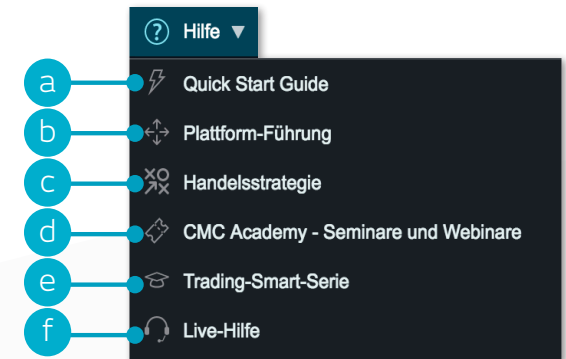 ? Hilfe ▼
a Quick Start Guide
b Plattform-Führung
c Handelsstrategie
d CMC Academy - Seminare und Webinare
e Trading-Smart-Serie
f Live-Hilfe